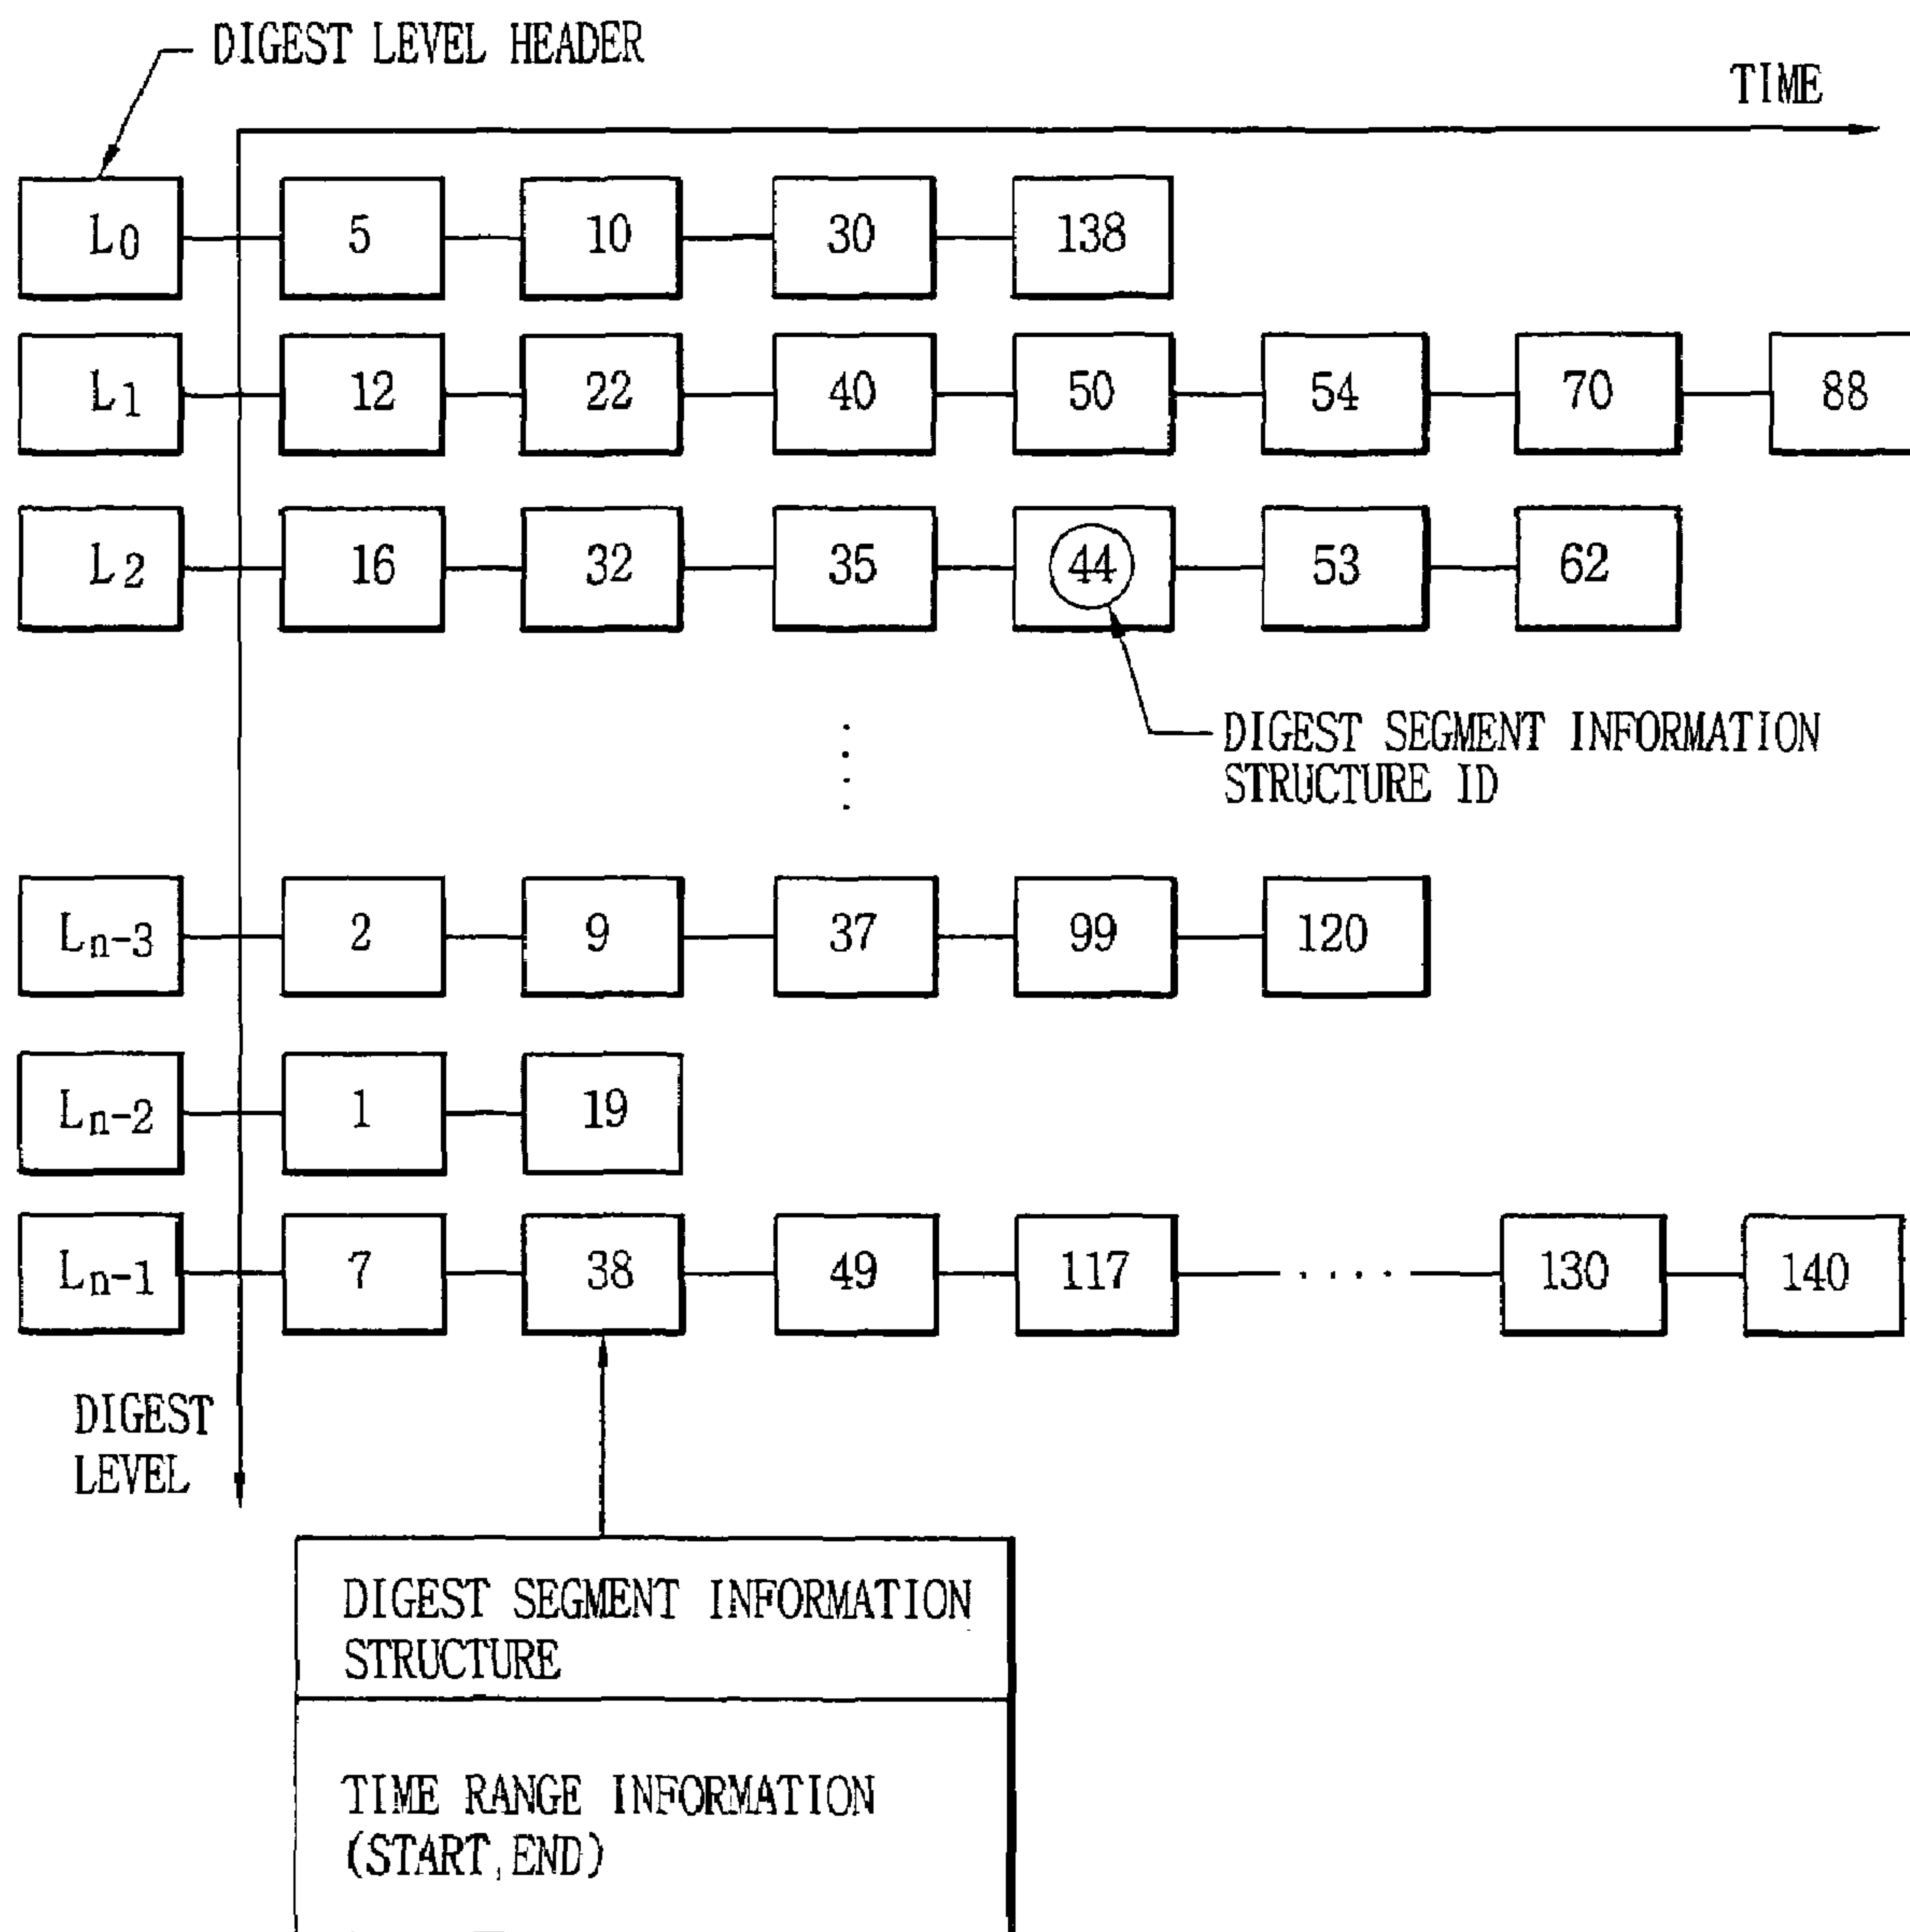 DIGEST LEVEL HEADER
TIME
L0 5 10 30 138
L1 12 22 40 50 54 70 88
L2 16 32 35 44 53 62
DIGEST SEGMENT INFORMATION
STRUCTURE ID
Ln-3 2 9 37 99 120
Ln-2 1 19
Ln-1 7 38 49 117 .... 130 140
DIGEST
LEVEL
DIGEST SEGMENT INFORMATION
STRUCTURE
TIME RANGE INFORMATION
(START,END)